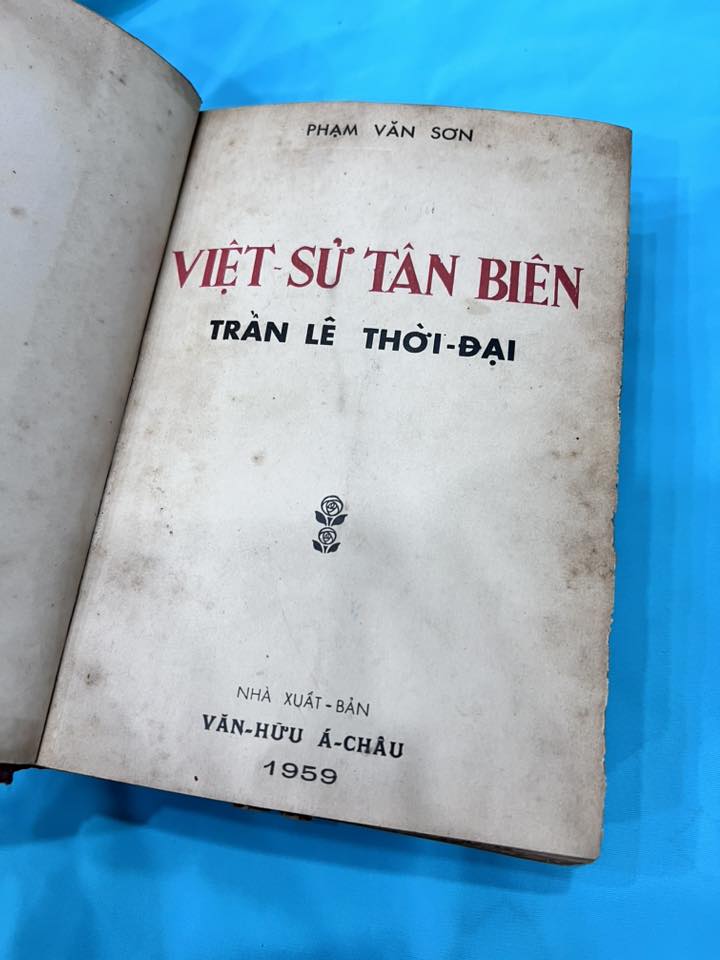 PHẠM VĂN SƠN
VIỆT-SỬ TÂN BIÊN
TRẦN LÊ THỜI-ĐẠI
NHÀ XUẤT-BẢN
VĂN-HỮU Á-CHÂU
1959